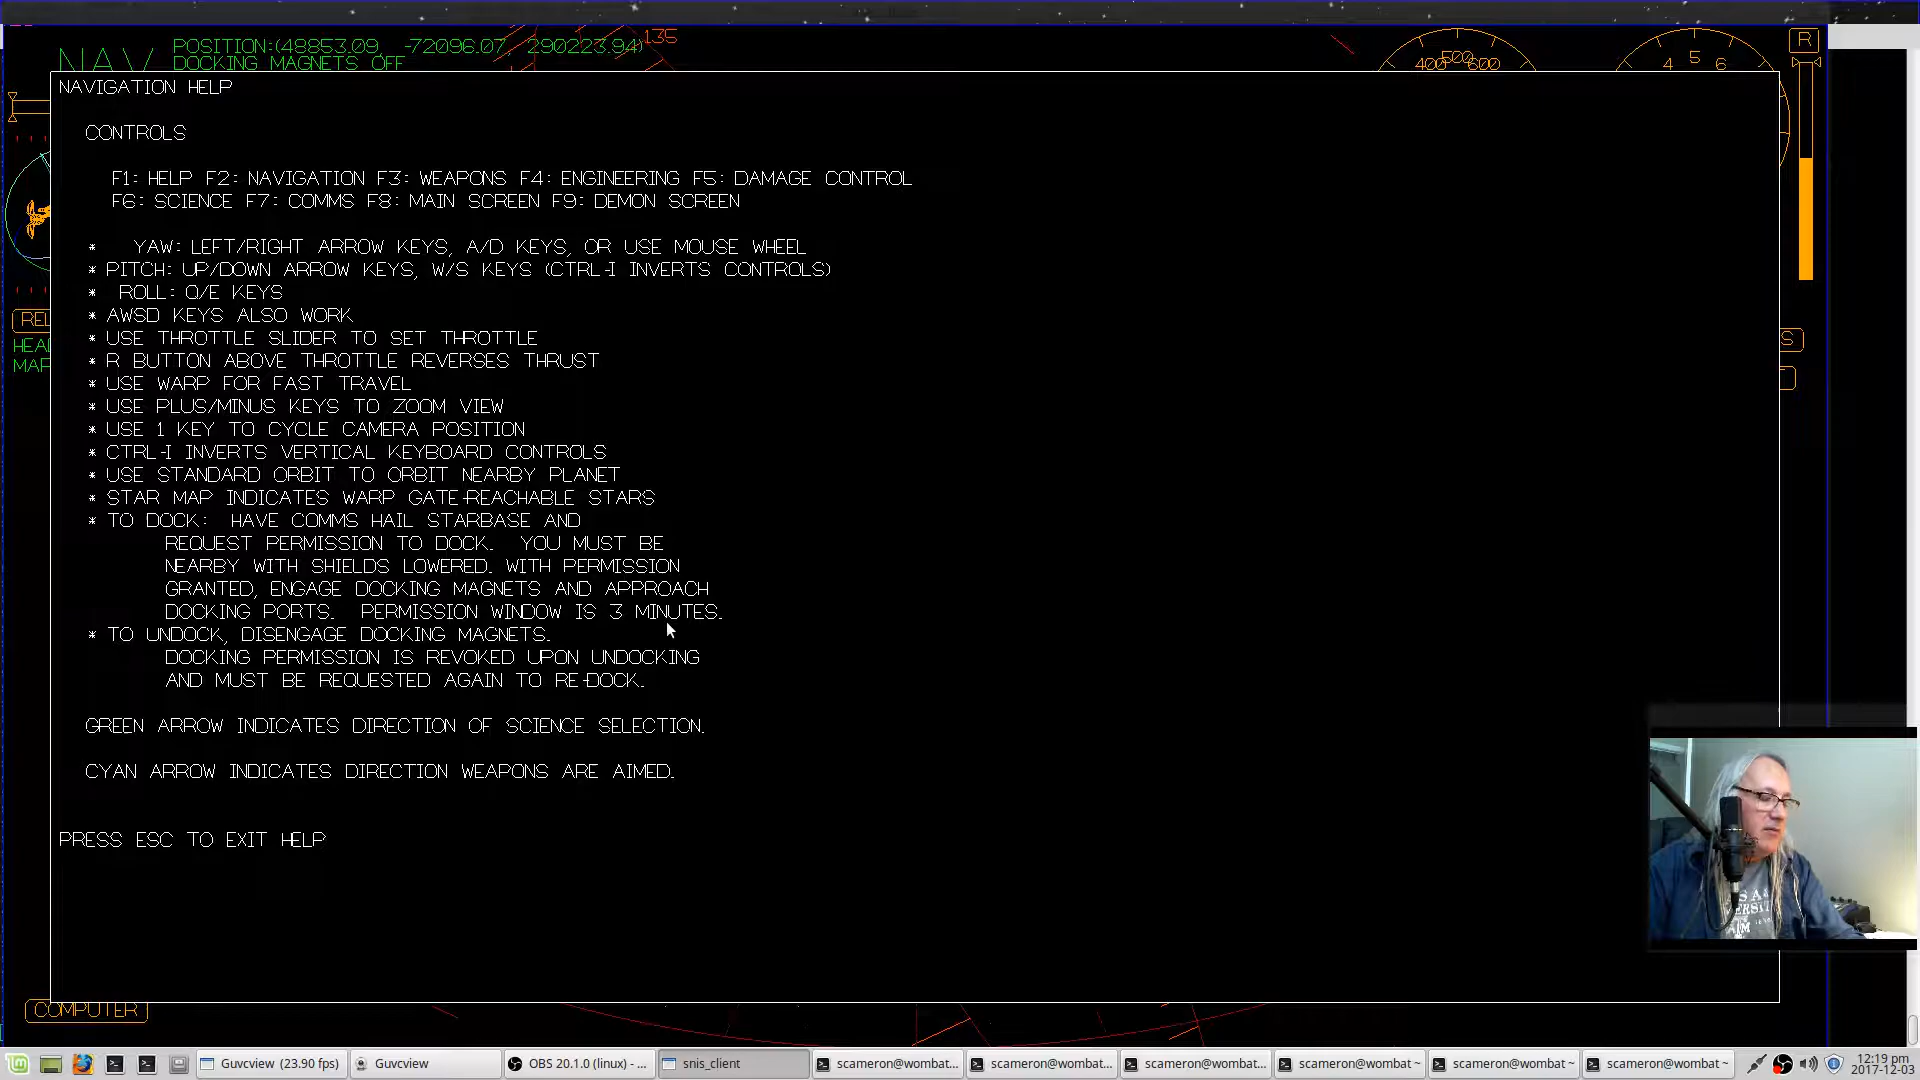 NAV
POSITION:(48853.09, -72096.07, 290223.94)
135
DOCKING MAGNETS OFF
400 500 600
4 5 6
R
NAVIGATION HELP
CONTROLS
F1: HELP F2: NAVIGATION F3: WEAPONS F4: ENGINEERING F5: DAMAGE CONTROL
F6: SCIENCE F7: COMMS F8: MAIN SCREEN F9: DEMON SCREEN
* YAW: LEFT/RIGHT ARROW KEYS, A/D KEYS, OR USE MOUSE WHEEL
* PITCH: UP/DOWN ARROW KEYS, W/S KEYS (CTRL-I INVERTS CONTROLS)
* ROLL: Q/E KEYS
* AWSD KEYS ALSO WORK
* USE THROTTLE SLIDER TO SET THROTTLE
* R BUTTON ABOVE THROTTLE REVERSES THRUST
* USE WARP FOR FAST TRAVEL
* USE PLUS/MINUS KEYS TO ZOOM VIEW
* USE 1 KEY TO CYCLE CAMERA POSITION
* CTRL-I INVERTS VERTICAL KEYBOARD CONTROLS
* USE STANDARD ORBIT TO ORBIT NEARBY PLANET
* STAR MAP INDICATES WARP GATE-REACHABLE STARS
* TO DOCK: HAVE COMMS HAIL STARBASE AND
REQUEST PERMISSION TO DOCK. YOU MUST BE
NEARBY WITH SHIELDS LOWERED. WITH PERMISSION
GRANTED, ENGAGE DOCKING MAGNETS AND APPROACH
DOCKING PORTS. PERMISSION WINDOW IS 3 MINUTES.
* TO UNDOCK, DISENGAGE DOCKING MAGNETS.
DOCKING PERMISSION IS REVOKED UPON UNDOCKING
AND MUST BE REQUESTED AGAIN TO RE-DOCK.
GREEN ARROW INDICATES DIRECTION OF SCIENCE SELECTION.
CYAN ARROW INDICATES DIRECTION WEAPONS ARE AIMED.
PRESS ESC TO EXIT HELP
COMPUTER
Guvcview (23.90 fps)
Guvcview
OBS 20.1.0 (linux) - ...
snis_client
scameron@wombat...
scameron@wombat...
scameron@wombat...
scameron@wombat ~
scameron@wombat ~
scameron@wombat ~
12:19 pm
2017-12-03